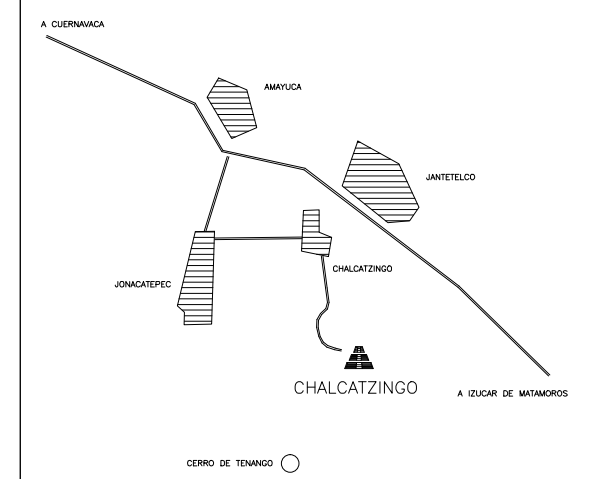 A CUERNAVACA
AMAYUCA
JANTETELCO
CHALCATZINGO
JONACATEPEC
CHALCATZINGO
A IZUCAR DE MATAMOROS
CERRO DE TENANGO